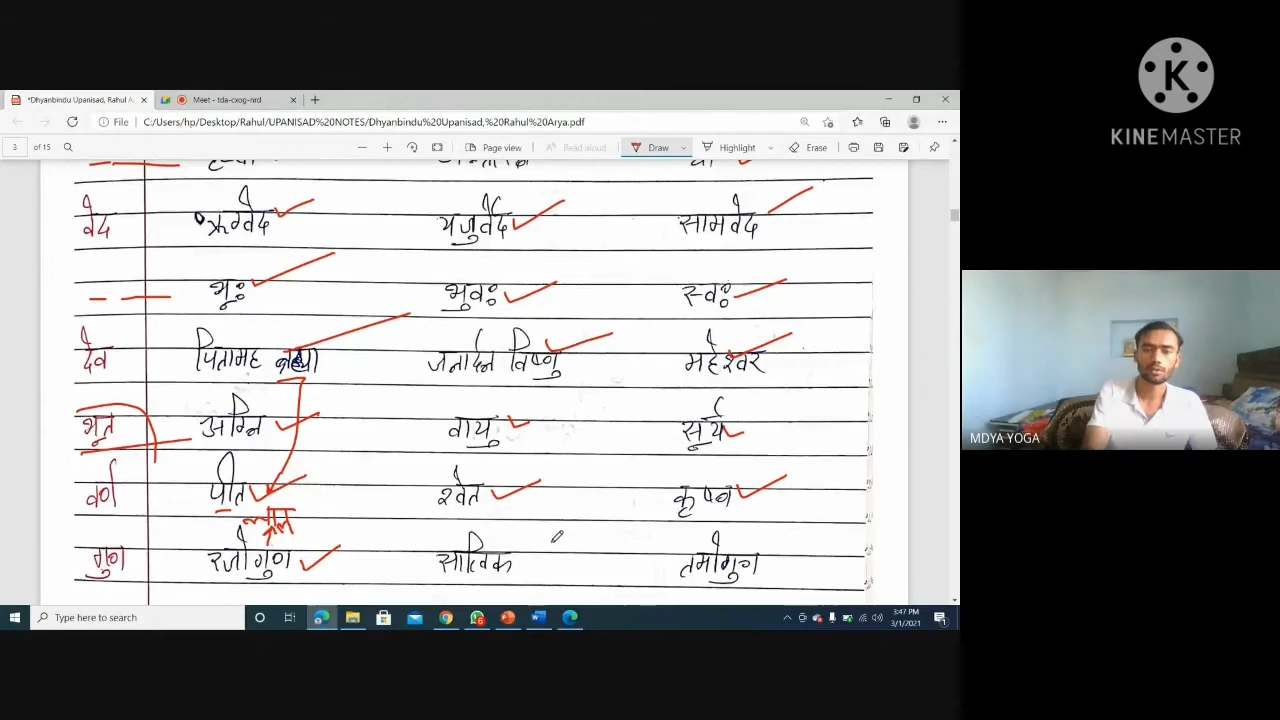 K
KINEMASTER
*Dhyanbindu Upanisad, Rahul A
Meet - tda-cxog-nrd
C:/Users/hp/Desktop/Rahul/UPANISAD%20NOTES/Dhyanbindu%20Upanisad,%20Rahul%20Arya.pdf
3 of 15
Page view
Read aloud
Draw
Highlight
Erase
वेद ऋग्वेद यजुर्वेद सामवेद
भूः भुवः स्वः
देव पितामह ब्रह्मा जनार्दन विष्णु महेश्वर
भूत अग्नि वायु सूर्य
वर्ण पीत श्वेत कृष्ण
लाल
गुण रजोगुण सात्विक तमोगुण
MDYA YOGA
Type here to search
3:47 PM
3/1/2021